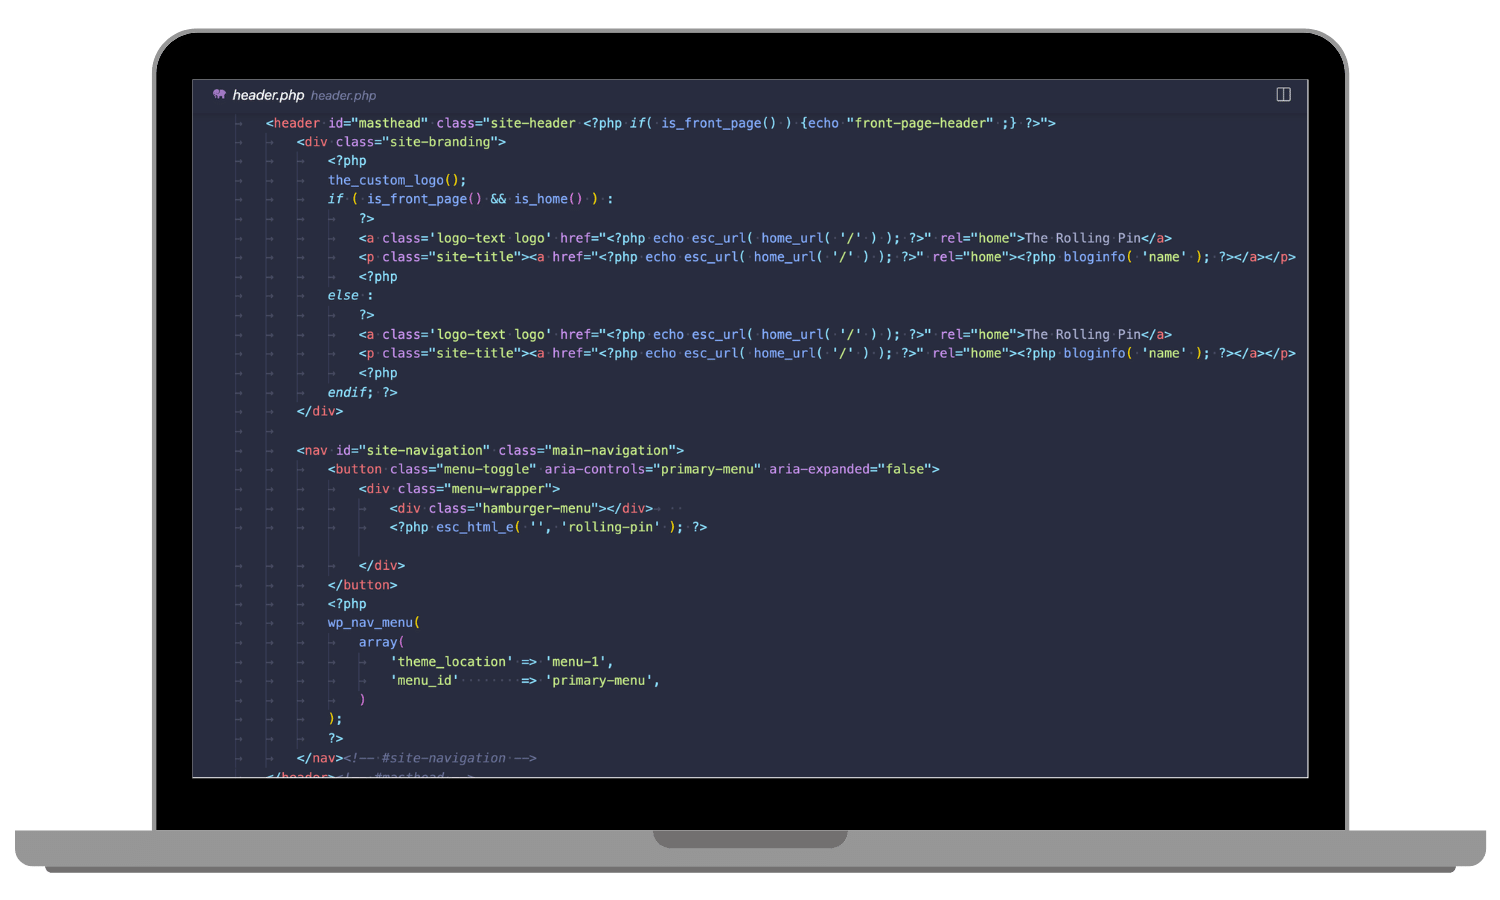 header.php header.php
<header id="masthead" class="site-header <?php if( is_front_page() ) {echo "front-page-header" ;} ?>">
<div class="site-branding">
<?php
the_custom_logo();
if ( is_front_page() && is_home() ) :
?>
<a class='logo-text logo' href="<?php echo esc_url( home_url( '/' ) ); ?>" rel="home">The Rolling Pin</a>
<p class="site-title"><a href="<?php echo esc_url( home_url( '/' ) ); ?>" rel="home"><?php bloginfo( 'name' ); ?></a></p>
<?php
else :
?>
<a class='logo-text logo' href="<?php echo esc_url( home_url( '/' ) ); ?>" rel="home">The Rolling Pin</a>
<p class="site-title"><a href="<?php echo esc_url( home_url( '/' ) ); ?>" rel="home"><?php bloginfo( 'name' ); ?></a></p>
<?php
endif; ?>
</div>
<nav id="site-navigation" class="main-navigation">
<button class="menu-toggle" aria-controls="primary-menu" aria-expanded="false">
<div class="menu-wrapper">
<div class="hamburger-menu"></div>
<?php esc_html_e( '', 'rolling-pin' ); ?>
</div>
</button>
<?php
wp_nav_menu(
array(
'theme_location' => 'menu-1',
'menu_id' => 'primary-menu',
)
);
?>
</nav><!-- #site-navigation -->
</header><!-- #masthead -->